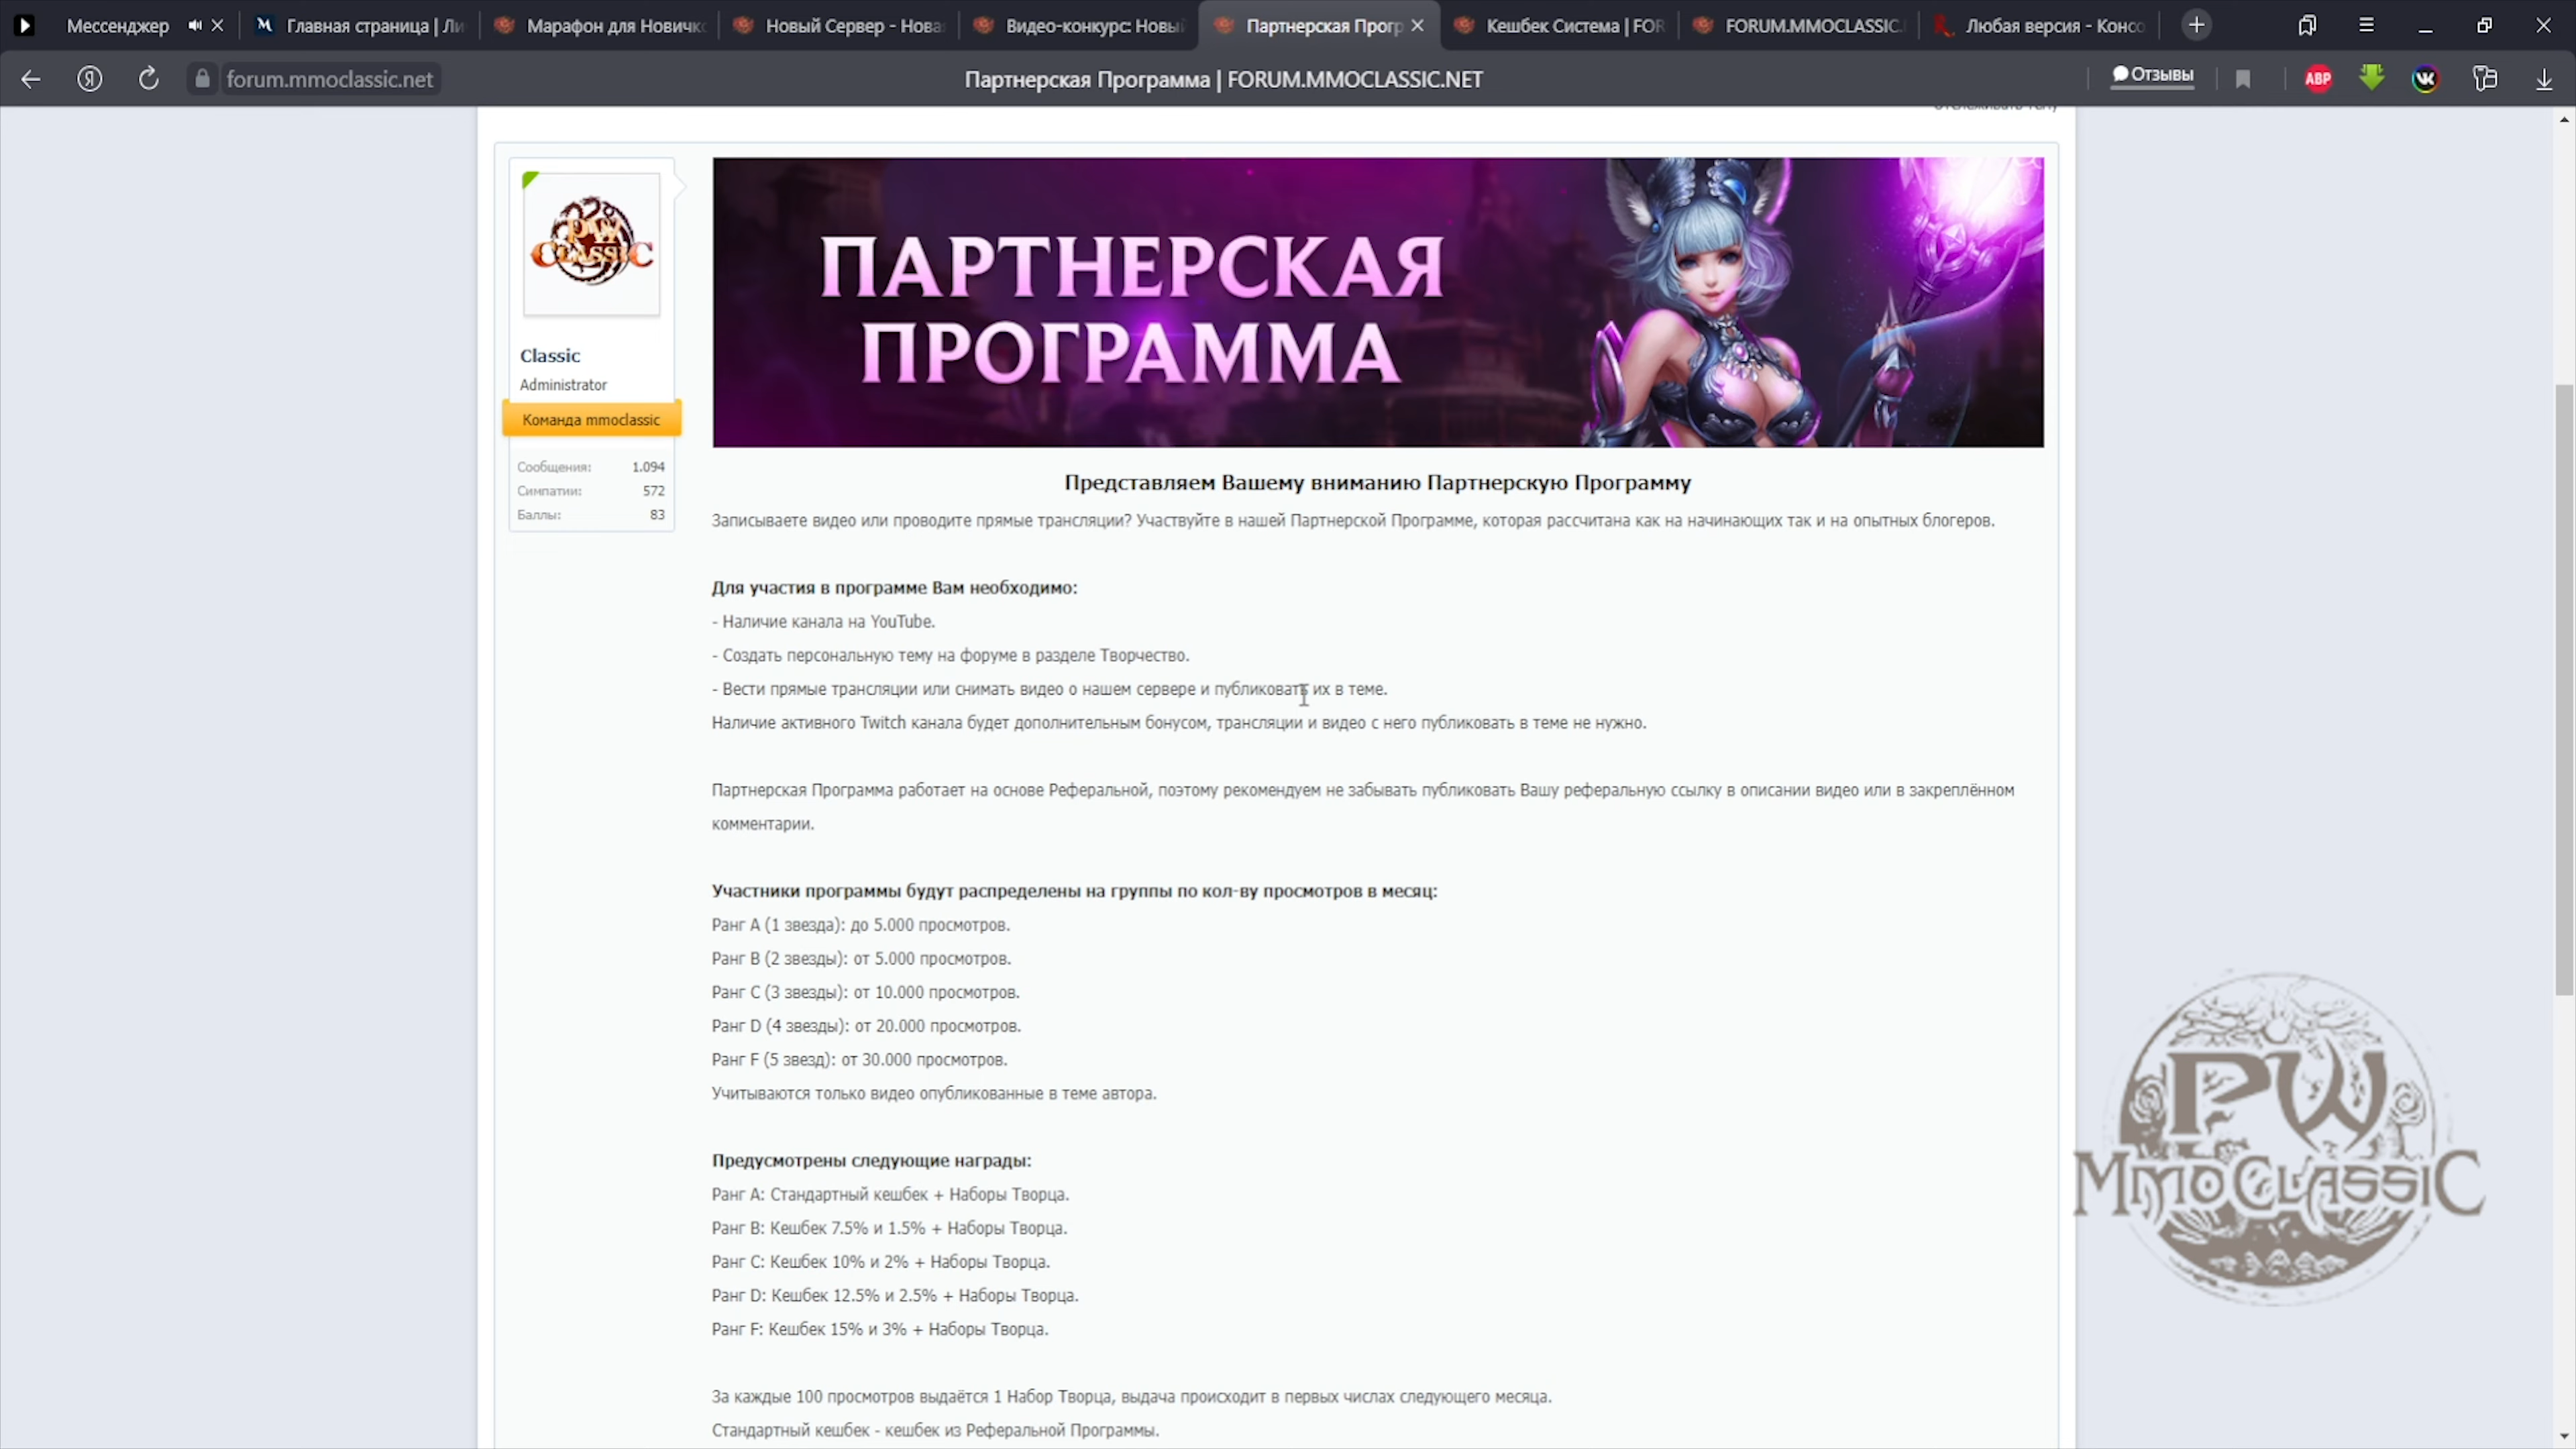 Мессенджер
Главная страница | Ли
Марафон для Новичко
Новый Сервер - Нова
Видео-конкурс: Новый
Партнерская Прогр
Кешбек Система | FOR
FORUM.MMOCLASSIC.
Любая версия - Консо
forum.mmoclassic.net
Партнерская Программа | FORUM.MMOCLASSIC.NET
Отзывы
ABP
PW
CLASSIC
Classic
Administrator
Команда mmoclassic
Сообщения: 1.094
Симпатии: 572
Баллы: 83
ПАРТНЕРСКАЯ
ПРОГРАММА
Представляем Вашему вниманию Партнерскую Программу
Записываете видео или проводите прямые трансляции? Участвуйте в нашей Партнерской Программе, которая рассчитана как на начинающих так и на опытных блогеров.
Для участия в программе Вам необходимо:
- Наличие канала на YouTube.
- Создать персональную тему на форуме в разделе Творчество.
- Вести прямые трансляции или снимать видео о нашем сервере и публиковать их в теме.
Наличие активного Twitch канала будет дополнительным бонусом, трансляции и видео с него публиковать в теме не нужно.
Партнерская Программа работает на основе Реферальной, поэтому рекомендуем не забывать публиковать Вашу реферальную ссылку в описании видео или в закреплённом
комментарии.
Участники программы будут распределены на группы по кол-ву просмотров в месяц:
Ранг A (1 звезда): до 5.000 просмотров.
Ранг B (2 звезды): от 5.000 просмотров.
Ранг C (3 звезды): от 10.000 просмотров.
Ранг D (4 звезды): от 20.000 просмотров.
Ранг F (5 звезд): от 30.000 просмотров.
Учитываются только видео опубликованные в теме автора.
Предусмотрены следующие награды:
Ранг A: Стандартный кешбек + Наборы Творца.
Ранг B: Кешбек 7.5% и 1.5% + Наборы Творца.
Ранг C: Кешбек 10% и 2% + Наборы Творца.
Ранг D: Кешбек 12.5% и 2.5% + Наборы Творца.
Ранг F: Кешбек 15% и 3% + Наборы Творца.
За каждые 100 просмотров выдаётся 1 Набор Творца, выдача происходит в первых числах следующего месяца.
Стандартный кешбек - кешбек из Реферальной Программы.
PW
MMOCLASSIC